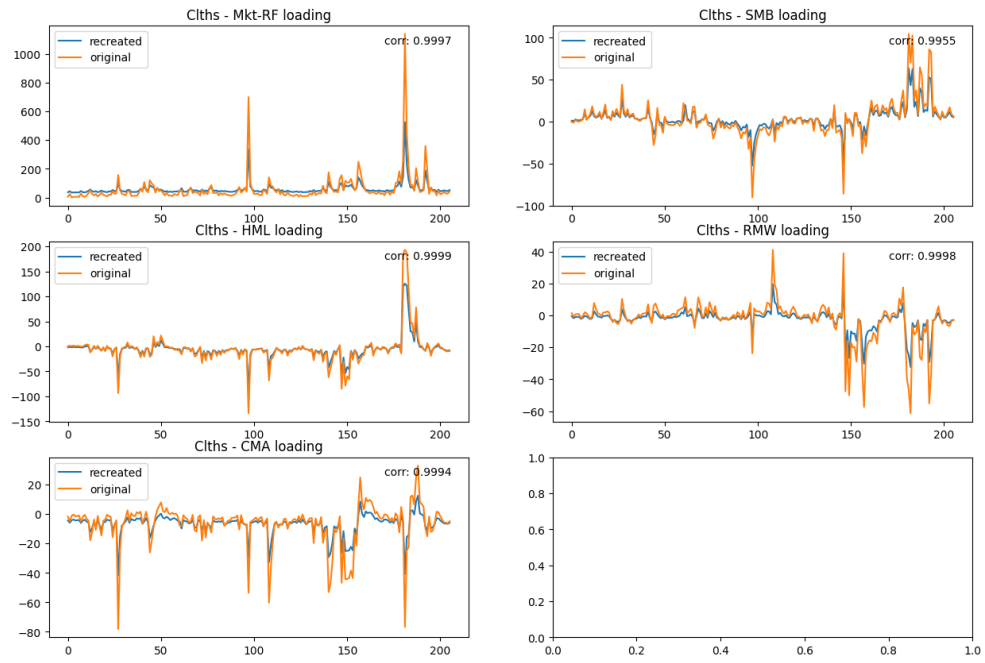 Clths - Mkt-RF loading
recreated
original
corr: 0.9997
1000
800
600
400
200
0
0 50 100 150 200
Clths - SMB loading
recreated
original
corr: 0.9955
100
50
0
−50
−100
0 50 100 150 200
Clths - HML loading
recreated
original
corr: 0.9999
200
150
100
50
0
−50
−100
−150
0 50 100 150 200
Clths - RMW loading
recreated
original
corr: 0.9998
40
20
0
−20
−40
−60
0 50 100 150 200
Clths - CMA loading
recreated
original
corr: 0.9994
20
0
−20
−40
−60
−80
0 50 100 150 200
1.0
0.8
0.6
0.4
0.2
0.0
0.0 0.2 0.4 0.6 0.8 1.0